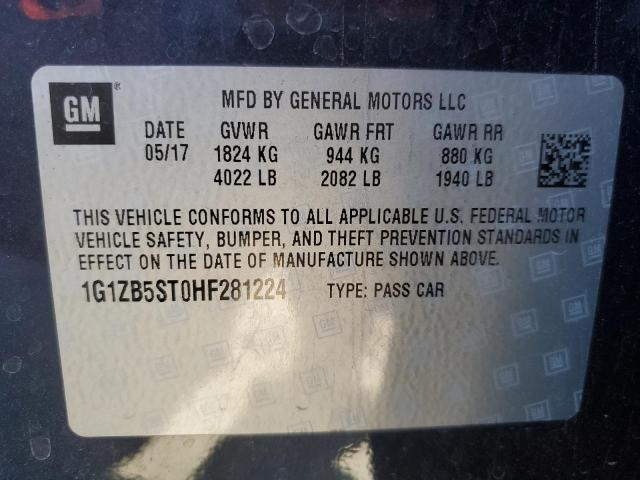 GM®
MFD BY GENERAL MOTORS LLC
DATE GVWR GAWR FRT GAWR RR
05/17 1824 KG 944 KG 880 KG
4022 LB 2082 LB 1940 LB
THIS VEHICLE CONFORMS TO ALL APPLICABLE U.S. FEDERAL MOTOR
VEHICLE SAFETY, BUMPER, AND THEFT PREVENTION STANDARDS IN
EFFECT ON THE DATE OF MANUFACTURE SHOWN ABOVE.
1G1ZB5ST0HF281224 TYPE: PASS CAR